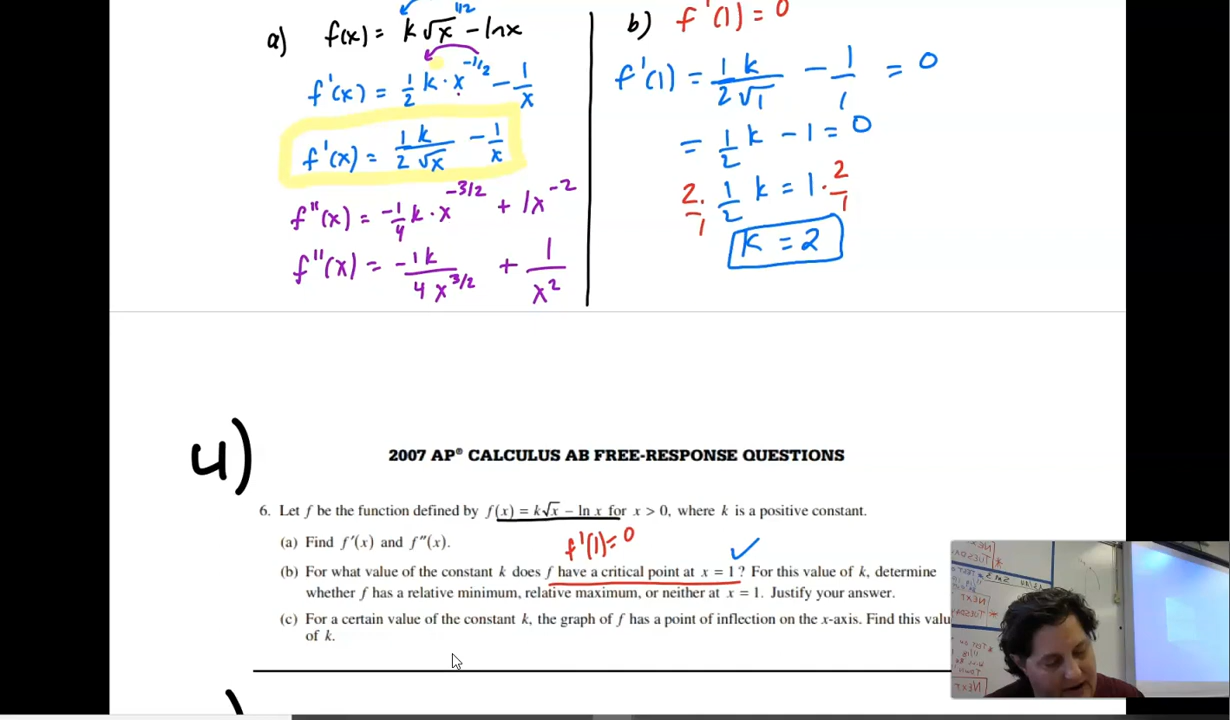 a) f(x) = k√x − lnx
1/2
f'(x) = 1/2 k · x^-1/2 − 1/x
f'(x) = 1/2 k/√x − 1/x
f"(x) = -1/4 k · x^-3/2 + 1x^-2
f"(x) = -1k/4x^3/2 + 1/x^2
b) f'(1) = 0
f'(1) = 1/2 k/√1 − 1/1 = 0
= 1/2 k − 1 = 0
2/1 · 1/2 k = 1 · 2/1
k = 2
4)
2007 AP® CALCULUS AB FREE-RESPONSE QUESTIONS
6. Let f be the function defined by f(x) = k√x − ln x for x > 0, where k is a positive constant.
(a) Find f′(x) and f″(x).
f'(1)=0
(b) For what value of the constant k does f have a critical point at x = 1? For this value of k, determine
whether f has a relative minimum, relative maximum, or neither at x = 1. Justify your answer.
(c) For a certain value of the constant k, the graph of f has a point of inflection on the x-axis. Find this valu
of k.